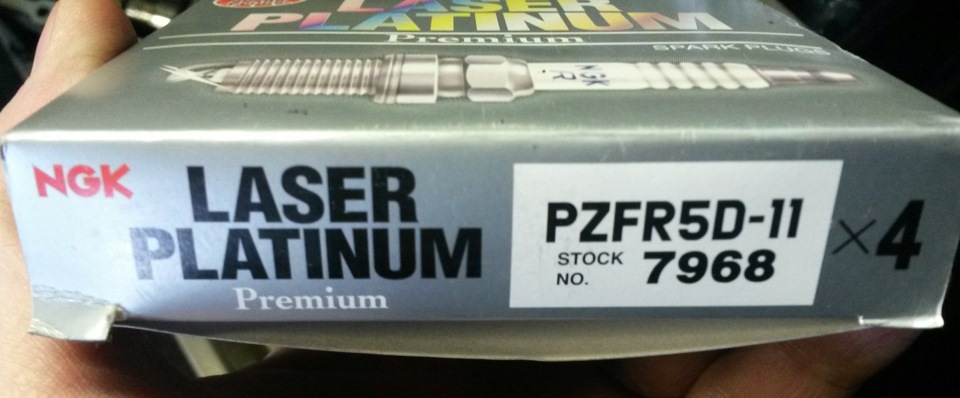 LASER
PLATINUM
Premium
SPARK PLUGS
NGK
R
NGK
LASER
PLATINUM
Premium
PZFR5D-11
STOCK
NO.
7968
×4